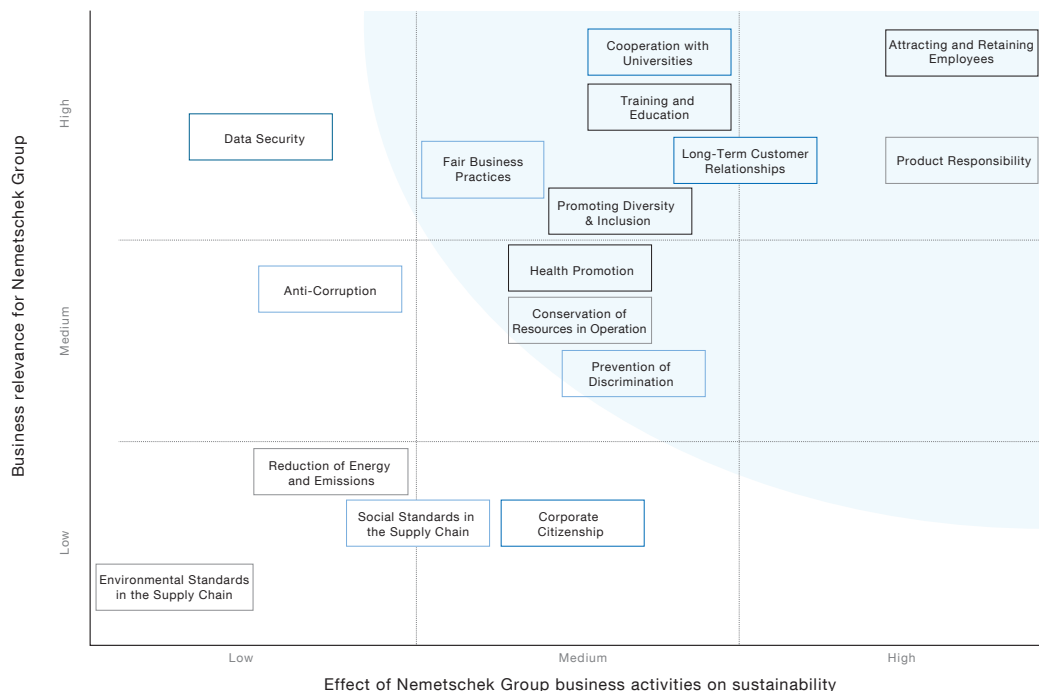 Business relevance for Nemetschek Group
High
Medium
Low
Cooperation with
Universities
Attracting and Retaining
Employees
Training and
Education
Data Security
Fair Business
Practices
Long-Term Customer
Relationships
Product Responsibility
Promoting Diversity
& Inclusion
Health Promotion
Anti-Corruption
Conservation of
Resources in Operation
Prevention of
Discrimination
Reduction of Energy
and Emissions
Social Standards in
the Supply Chain
Corporate
Citizenship
Environmental Standards
in the Supply Chain
Low
Medium
High
Effect of Nemetschek Group business activities on sustainability